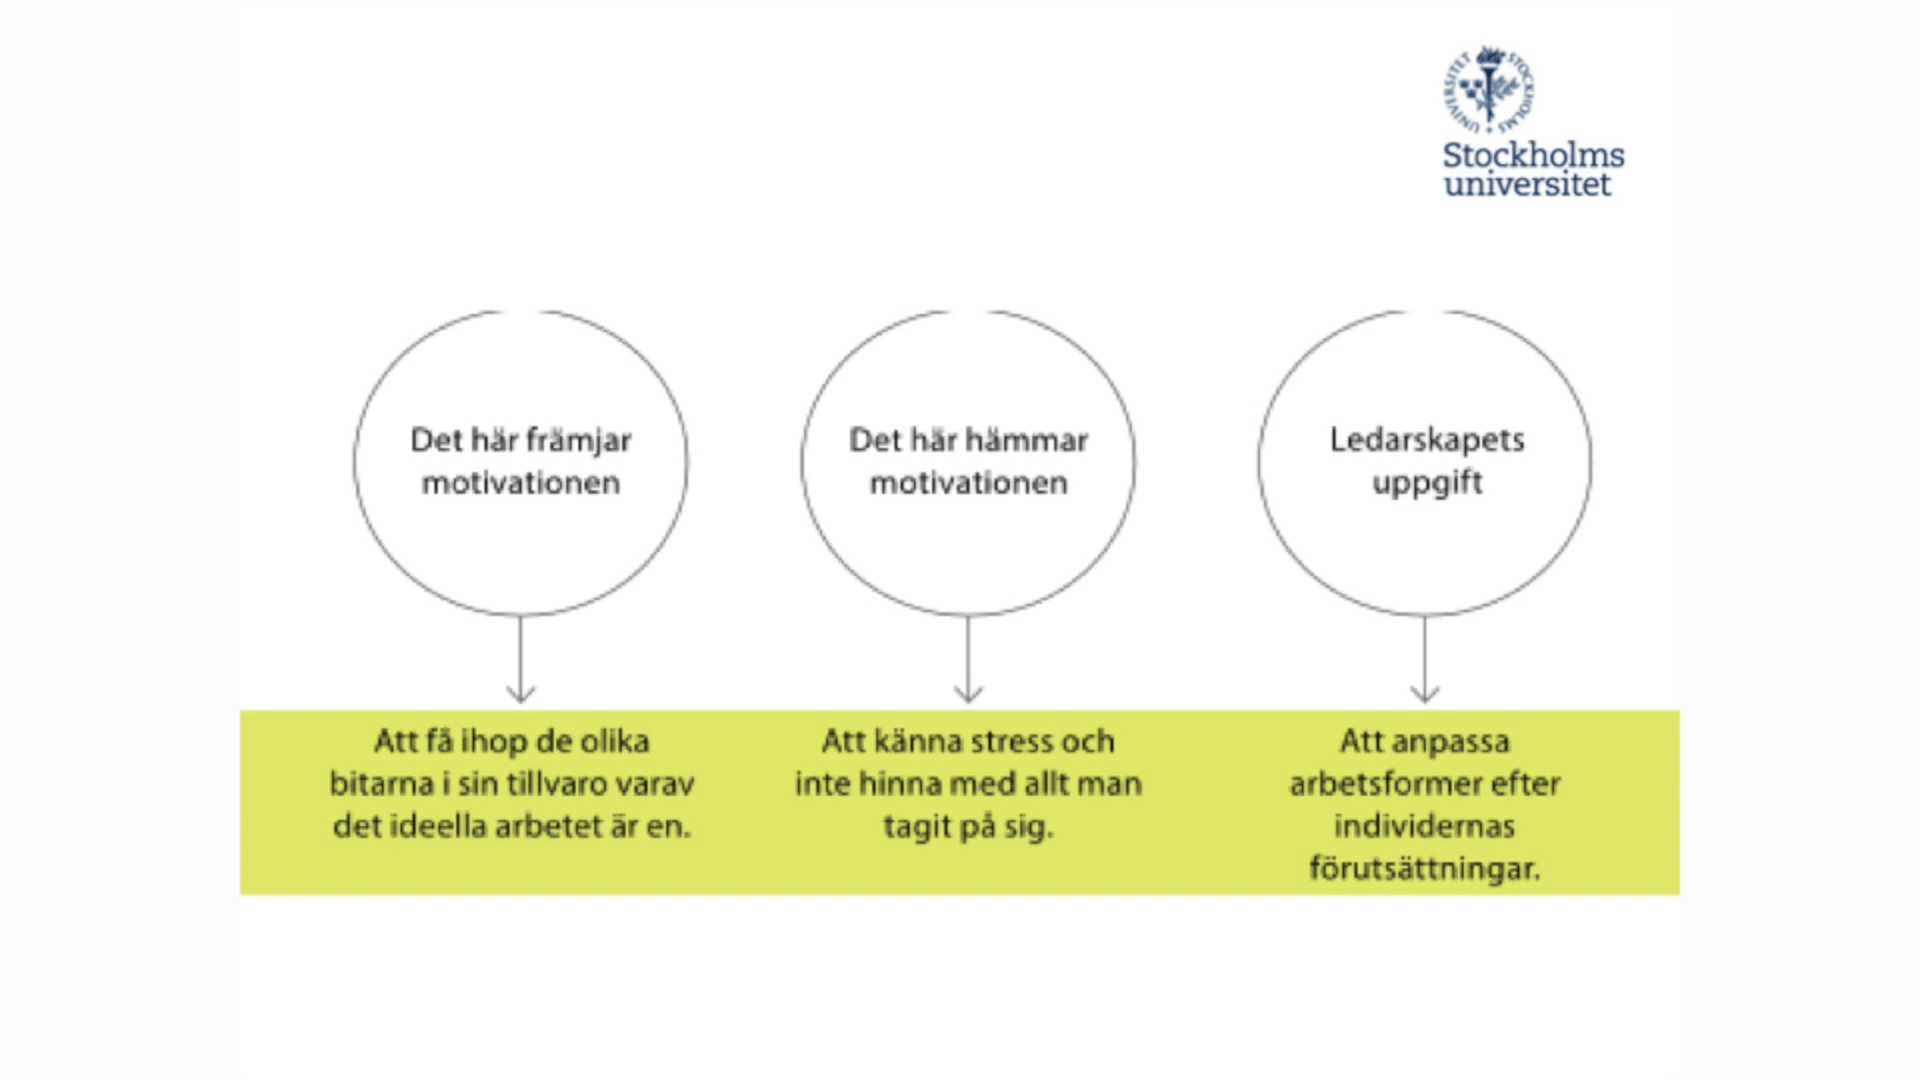 UNIVERSITET STOCKHOLMS
Stockholms
universitet
Det här främjar
motivationen
Det här hämmar
motivationen
Ledarskapets
uppgift
Att få ihop de olika
bitarna i sin tillvaro varav
det ideella arbetet är en.
Att känna stress och
inte hinna med allt man
tagit på sig.
Att anpassa
arbetsformer efter
individernas
förutsättningar.